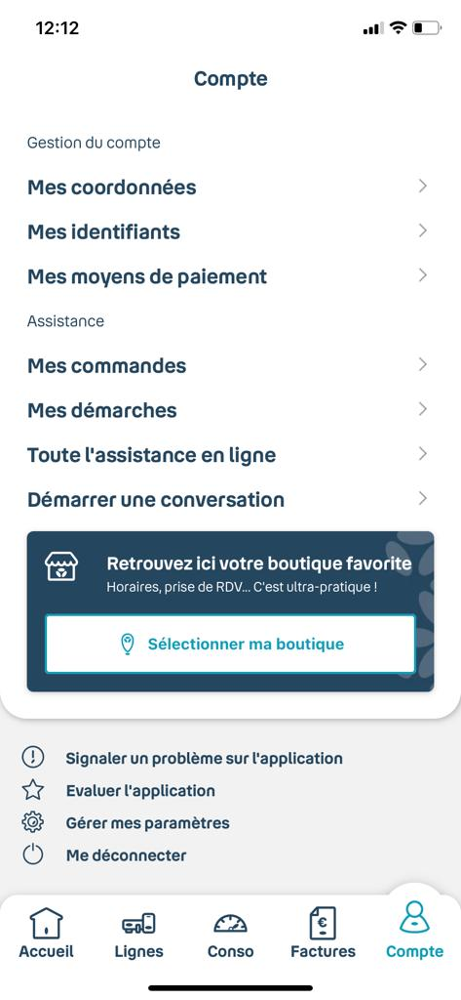 12:12
Compte
Gestion du compte
Mes coordonnées
Mes identifiants
Mes moyens de paiement
Assistance
Mes commandes
Mes démarches
Toute l'assistance en ligne
Démarrer une conversation
Retrouvez ici votre boutique favorite
Horaires, prise de RDV... C'est ultra-pratique !
Sélectionner ma boutique
Signaler un problème sur l'application
Evaluer l'application
Gérer mes paramètres
Me déconnecter
Accueil Lignes Conso Factures Compte